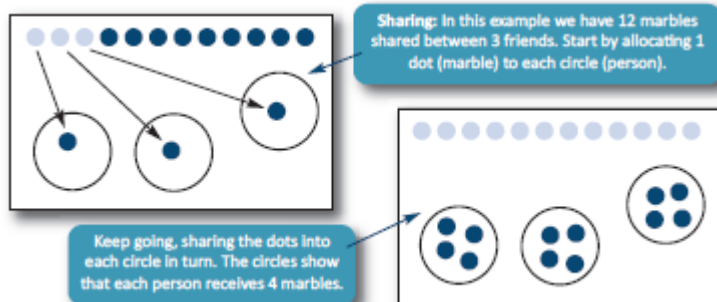 Sharing: In this example we have 12 marbles
shared between 3 friends. Start by allocating 1
dot (marble) to each circle (person).
Keep going, sharing the dots into
each circle in turn. The circles show
that each person receives 4 marbles.